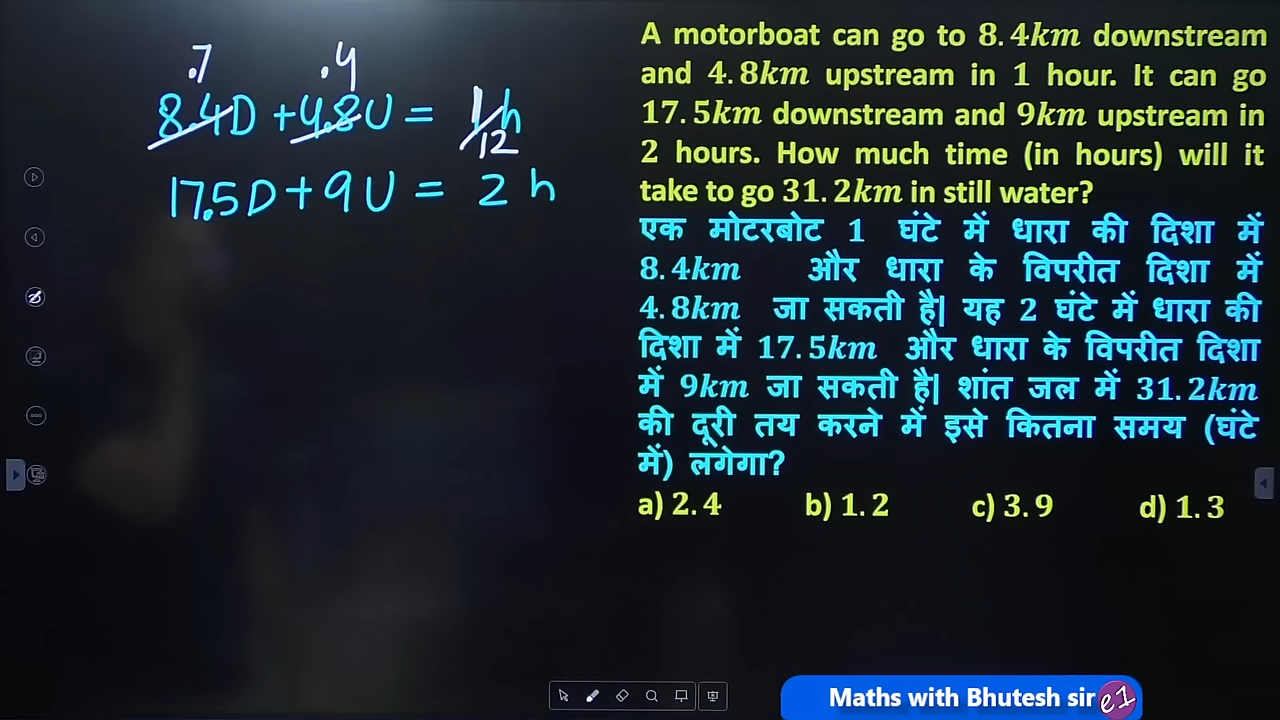 .7 .4
8.4D + 4.8U = 1/12 h
17.5D + 9U = 2 h
A motorboat can go to 8.4km downstream
and 4.8km upstream in 1 hour. It can go
17.5km downstream and 9km upstream in
2 hours. How much time (in hours) will it
take to go 31.2km in still water?
एक मोटरबोट 1 घंटे में धारा की दिशा में
8.4km और धारा के विपरीत दिशा में
4.8km जा सकती है| यह 2 घंटे में धारा की
दिशा में 17.5km और धारा के विपरीत दिशा
में 9km जा सकती है| शांत जल में 31.2km
की दूरी तय करने में इसे कितना समय (घंटे
में) लगेगा?
a) 2.4 b) 1.2 c) 3.9 d) 1.3
Maths with Bhutesh sir e1